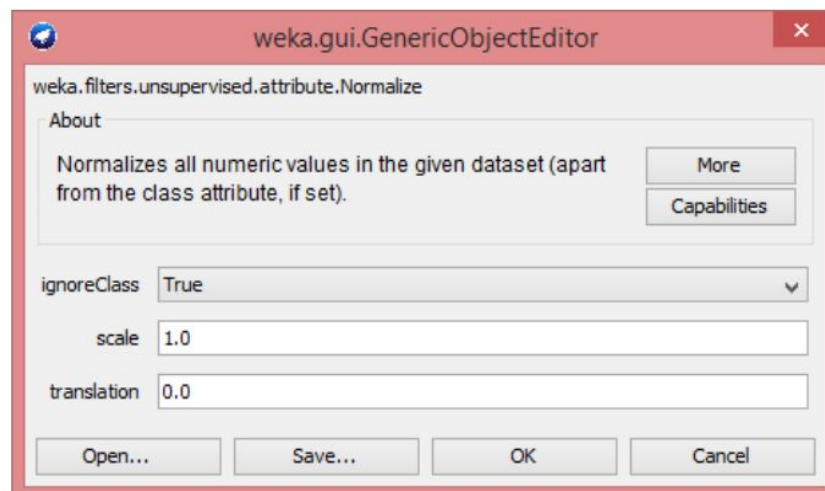 weka.gui.GenericObjectEditor
×
weka.filters.unsupervised.attribute.Normalize
About
Normalizes all numeric values in the given dataset (apart
from the class attribute, if set).
More
Capabilities
ignoreClass True
scale 1.0
translation 0.0
Open... Save... OK Cancel